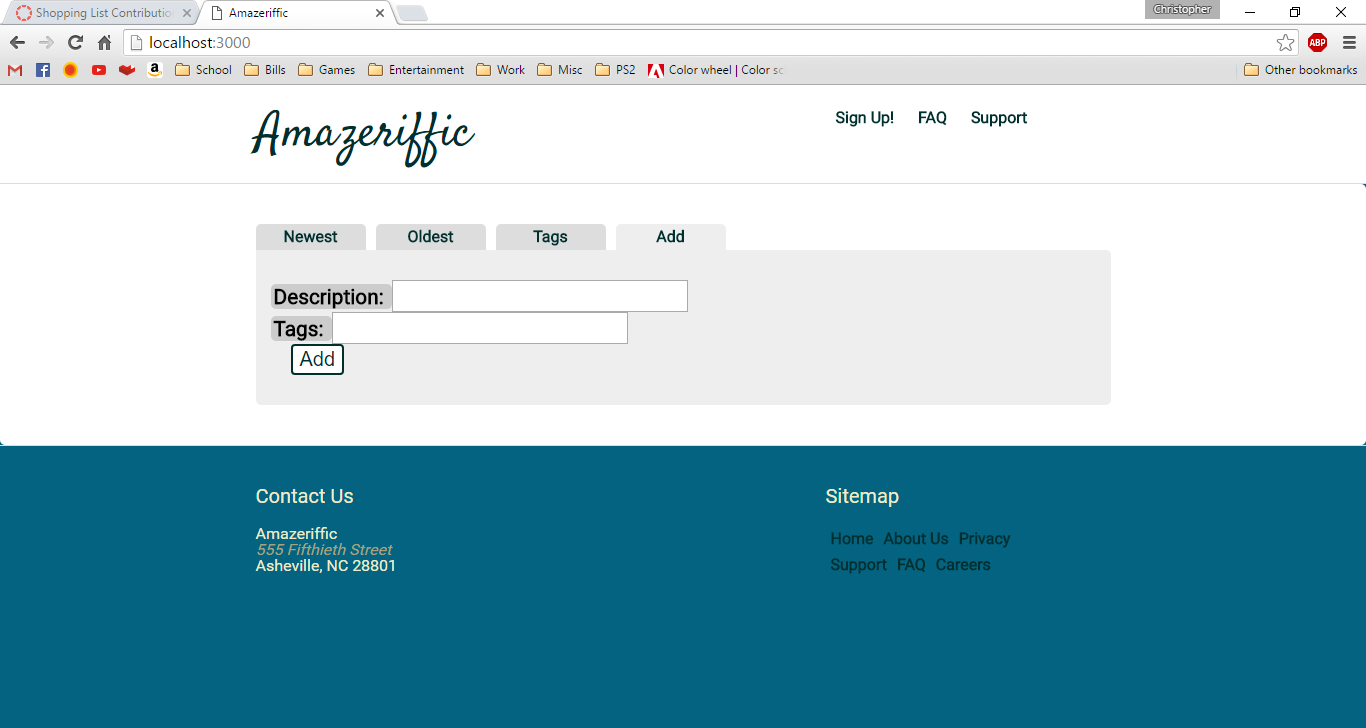 Shopping List Contributio
Amazeriffic
Christopher
localhost:3000
ABP
School Bills Games Entertainment Work Misc PS2 Color wheel | Color sc Other bookmarks
Amazeriffic
Sign Up! FAQ Support
Newest Oldest Tags Add
Description:
Tags:
Add
Contact Us
Amazeriffic
555 Fifthieth Street
Asheville, NC 28801
Sitemap
Home About Us Privacy
Support FAQ Careers